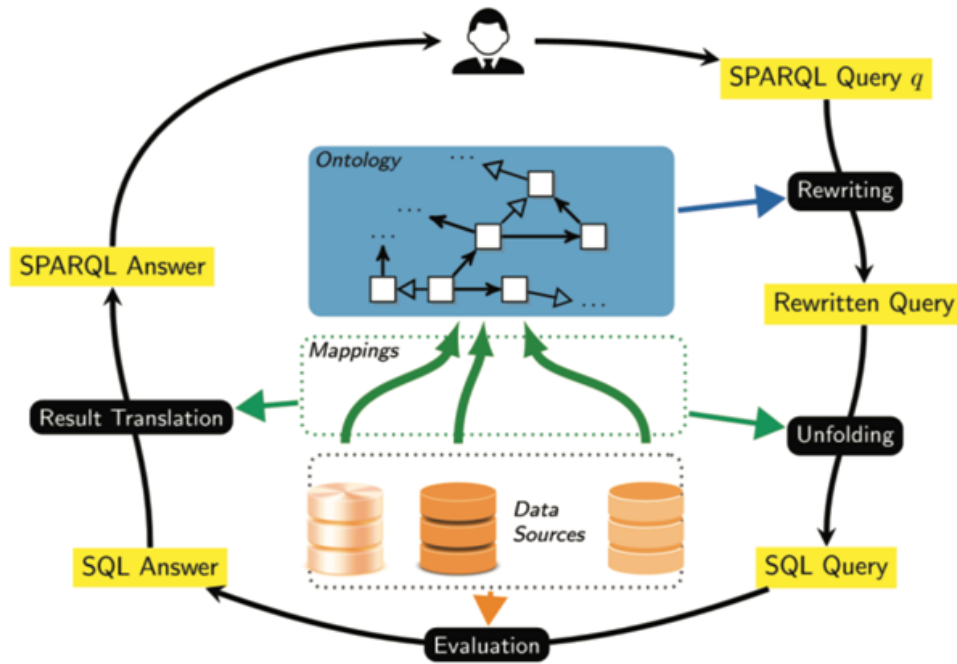 SPARQL Query q
Ontology
...
...
...
...
Rewriting
SPARQL Answer
Rewritten Query
Mappings
Result Translation
Unfolding
Data
Sources
SQL Answer
SQL Query
Evaluation